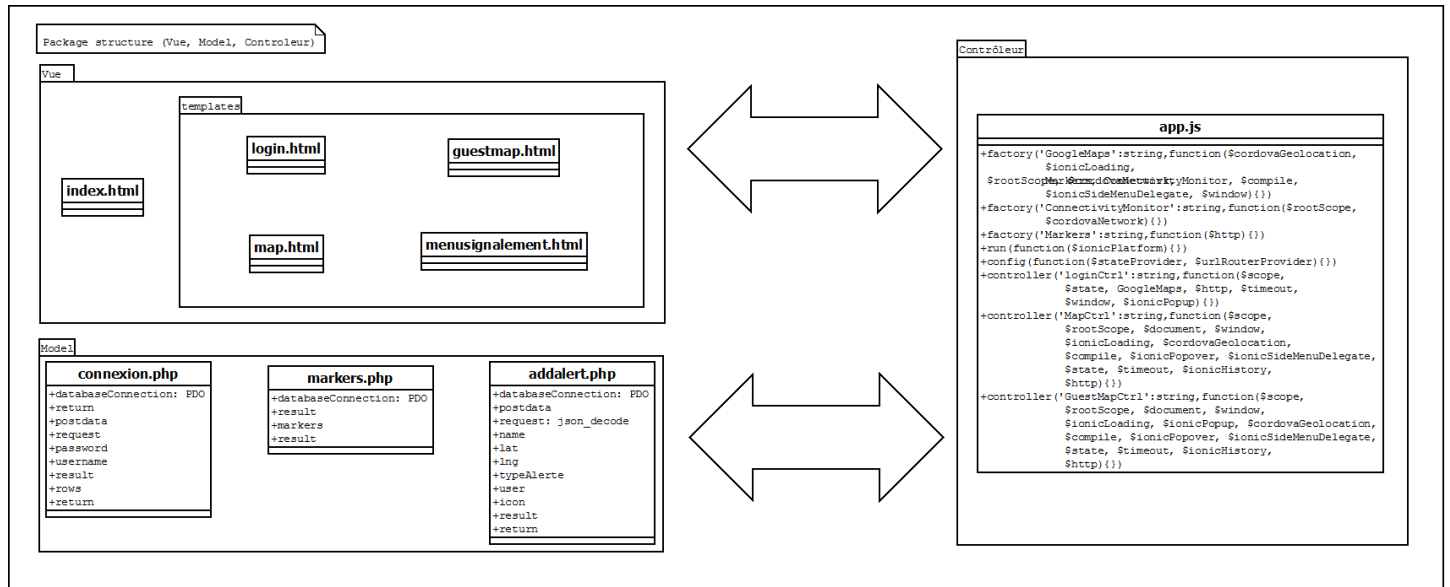 Package structure (Vue, Model, Controleur)
Vue
templates
login.html
guestmap.html
index.html
map.html
menusignalement.html
Model
connexion.php
+databaseConnection: PDO
+return
+postdata
+request
+password
+username
+result
+rows
+return
markers.php
+databaseConnection: PDO
+result
+markers
+result
addalert.php
+databaseConnection: PDO
+postdata
+request: json_decode
+name
+lat
+lng
+typeAlerte
+user
+icon
+result
+return
Contrôleur
app.js
+factory('GoogleMaps':string,function($cordovaGeolocation,
$ionicLoading,
$rootScope, Monitor, $compile,
$ionicSideMenuDelegate, $window){})
+factory('ConnectivityMonitor':string,function($rootScope,
$cordovaNetwork){})
+factory('Markers':string,function($http){})
+run(function($ionicPlatform){})
+config(function($stateProvider, $urlRouterProvider){})
+controller('loginCtrl':string,function($scope,
$state, GoogleMaps, $http, $timeout,
$window, $ionicPopup){})
+controller('MapCtrl':string,function($scope,
$rootScope, $document, $window,
$ionicLoading, $cordovaGeolocation,
$compile, $ionicPopover, $ionicSideMenuDelegate,
$state, $timeout, $ionicHistory,
$http){})
+controller('GuestMapCtrl':string,function($scope,
$rootScope, $document, $window,
$ionicLoading, $ionicPopup, $cordovaGeolocation,
$compile, $ionicPopover, $ionicSideMenuDelegate,
$state, $timeout, $ionicHistory,
$http){})